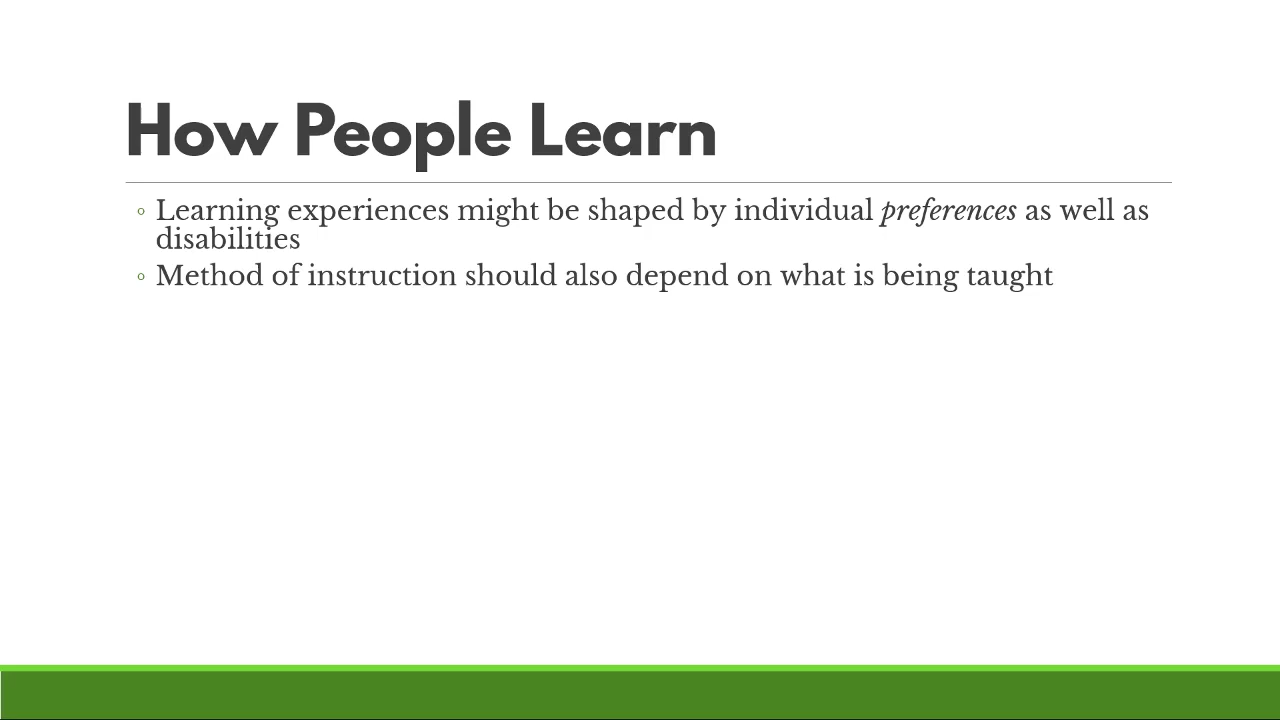 How People Learn
◦ Learning experiences might be shaped by individual preferences as well as
disabilities
◦ Method of instruction should also depend on what is being taught